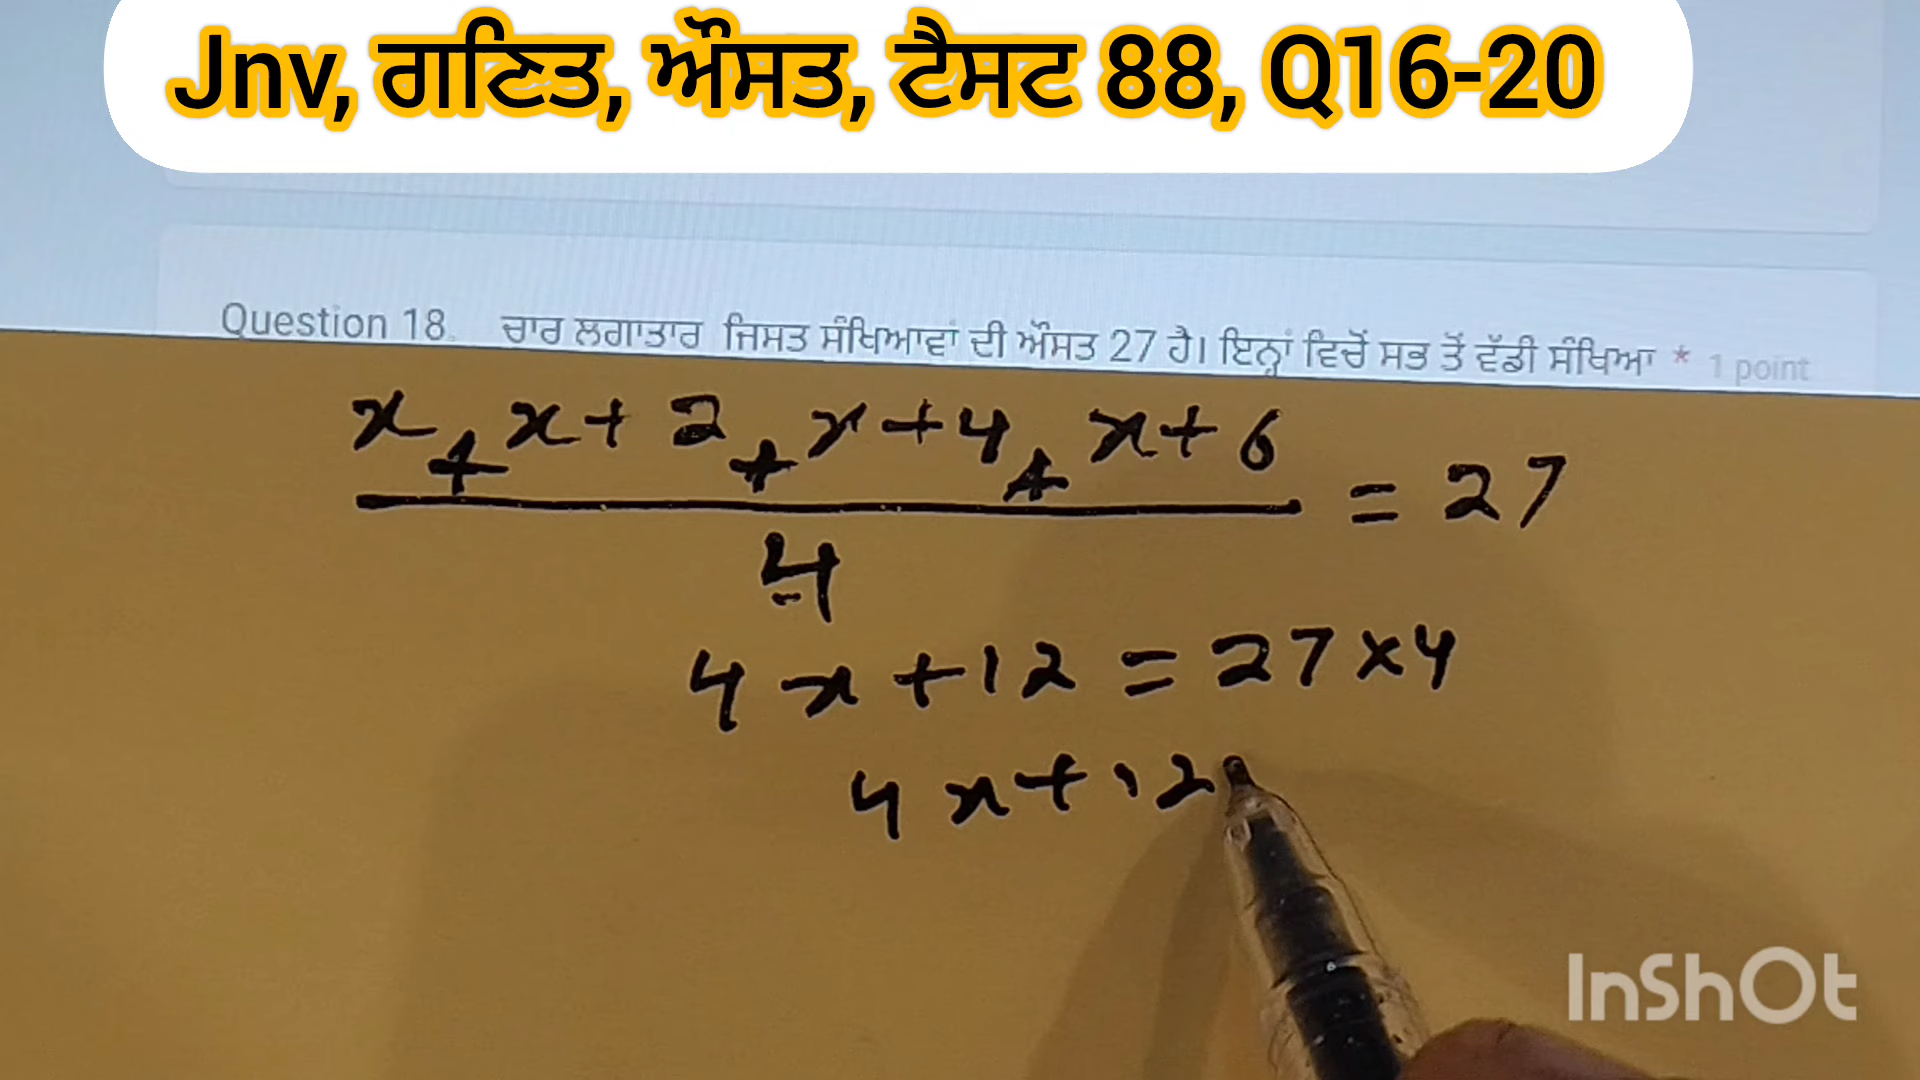 Jnv, ਗਣਿਤ, ਔਸਤ, ਟੈਸਟ 88, Q16-20
Question 18. ਚਾਰ ਲਗਾਤਾਰ ਜਿਸਤ ਸੰਖਿਆਵਾਂ ਦੀ ਔਸਤ 27 ਹੈ। ਇਨ੍ਹਾਂ ਵਿਚੋਂ ਸਭ ਤੋਂ ਵੱਡੀ ਸੰਖਿਆ * 1 point
x + x + 2 + x + 4 + x + 6 = 27
4
4x + 12 = 27 × 4
4x + 12
InShOt